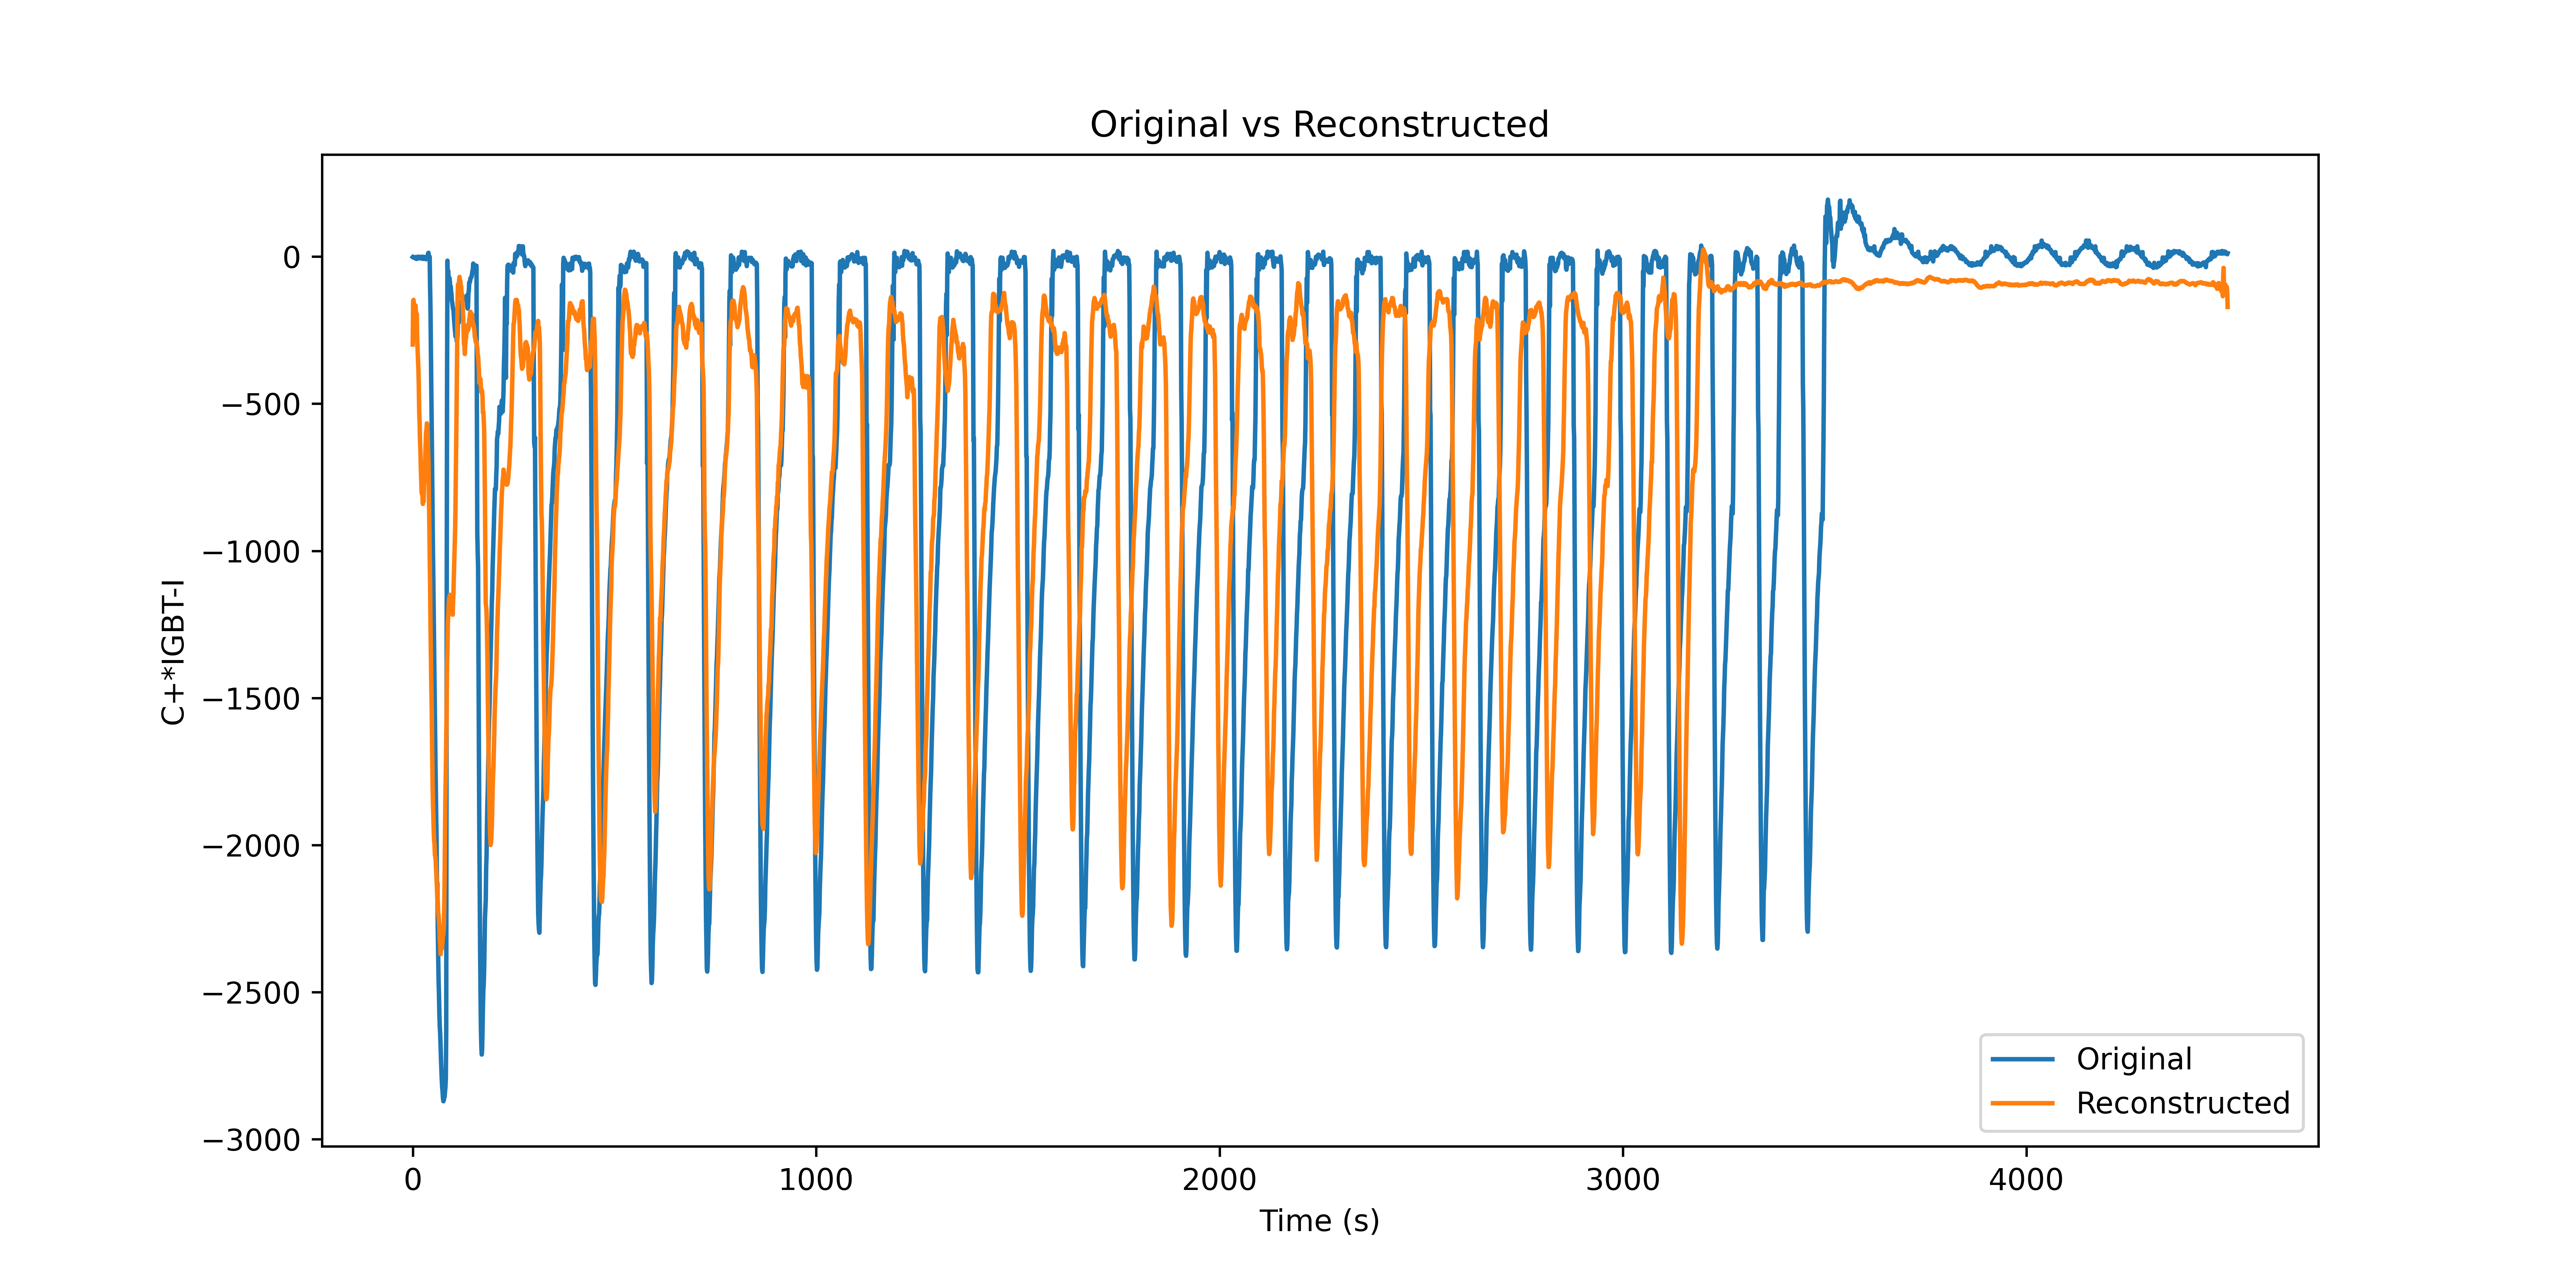 Original vs Reconstructed
0
−500
−1000
−1500
−2000
−2500
−3000
C+*IGBT-I
0
1000
2000
3000
4000
Time (s)
Original
Reconstructed